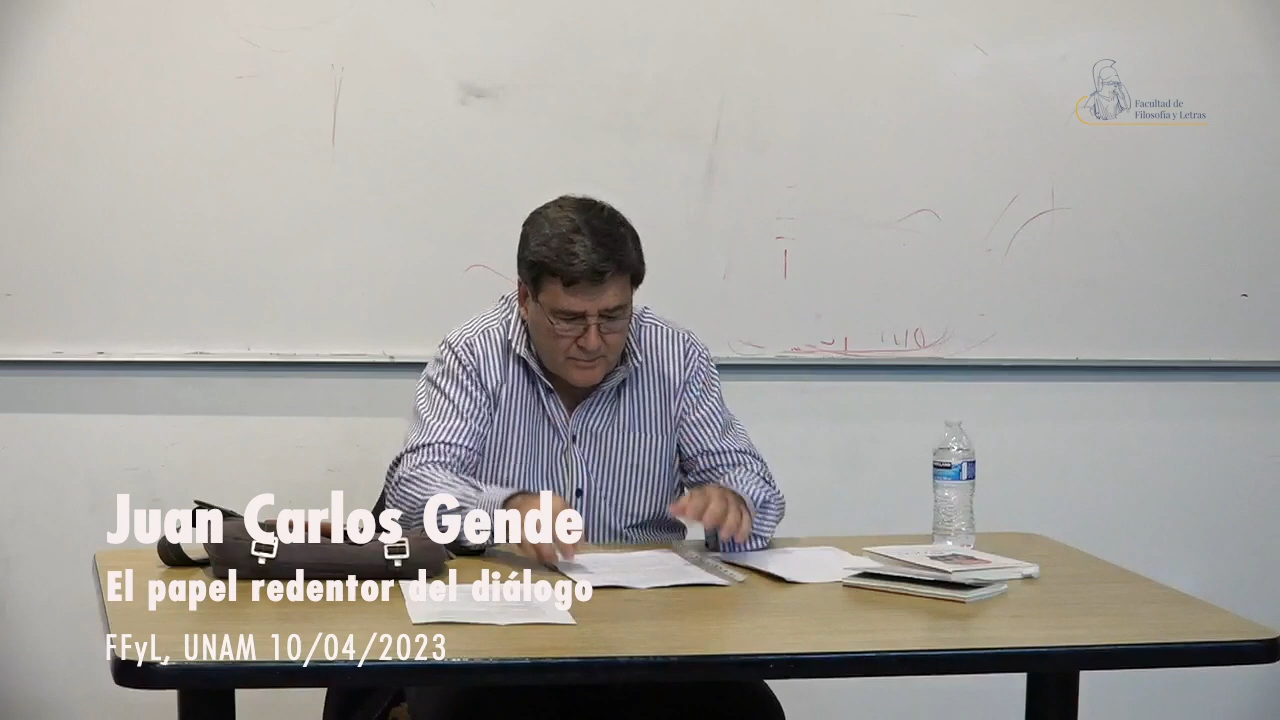 Facultad de
Filosofía y Letras
Juan Carlos Gende
El papel redentor del diálogo
FFyL, UNAM 10/04/2023